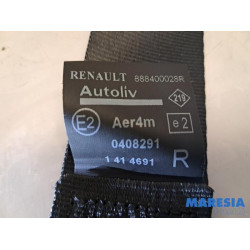 RENAULT 888400028R
Autoliv 219
E2 Aer4m e2
0408291
1 41 4691 R
MARESIA